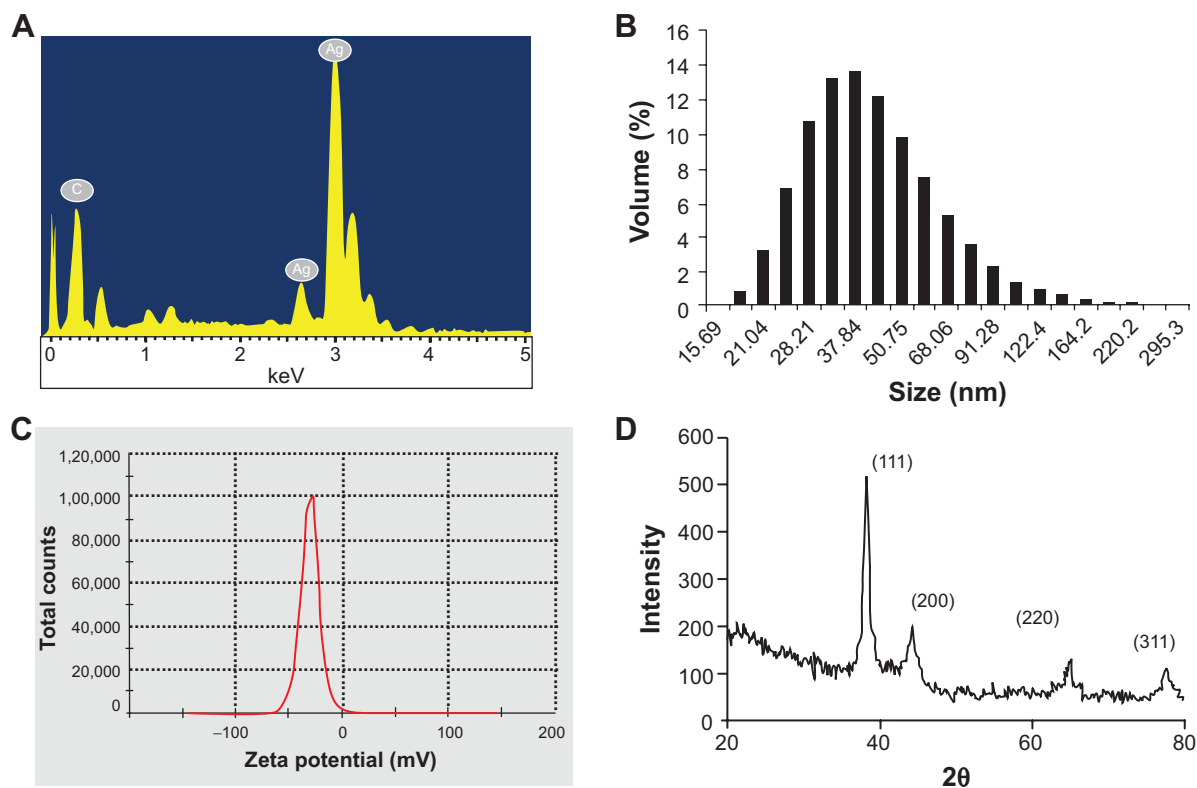 A
Ag
C
Ag
0 1 2 3 4 5
keV
B
16
14
12
10
8
6
4
2
0
Volume (%)
15.69 21.04 28.21 37.84 50.75 68.06 91.28 122.4 164.2 220.2 295.3
Size (nm)
C
1,20,000
1,00,000
80,000
60,000
40,000
20,000
0
Total counts
–100 0 100 200
Zeta potential (mV)
D
600
500
400
300
200
100
0
Intensity
(111)
(200)
(220)
(311)
20 40 60 80
2θ